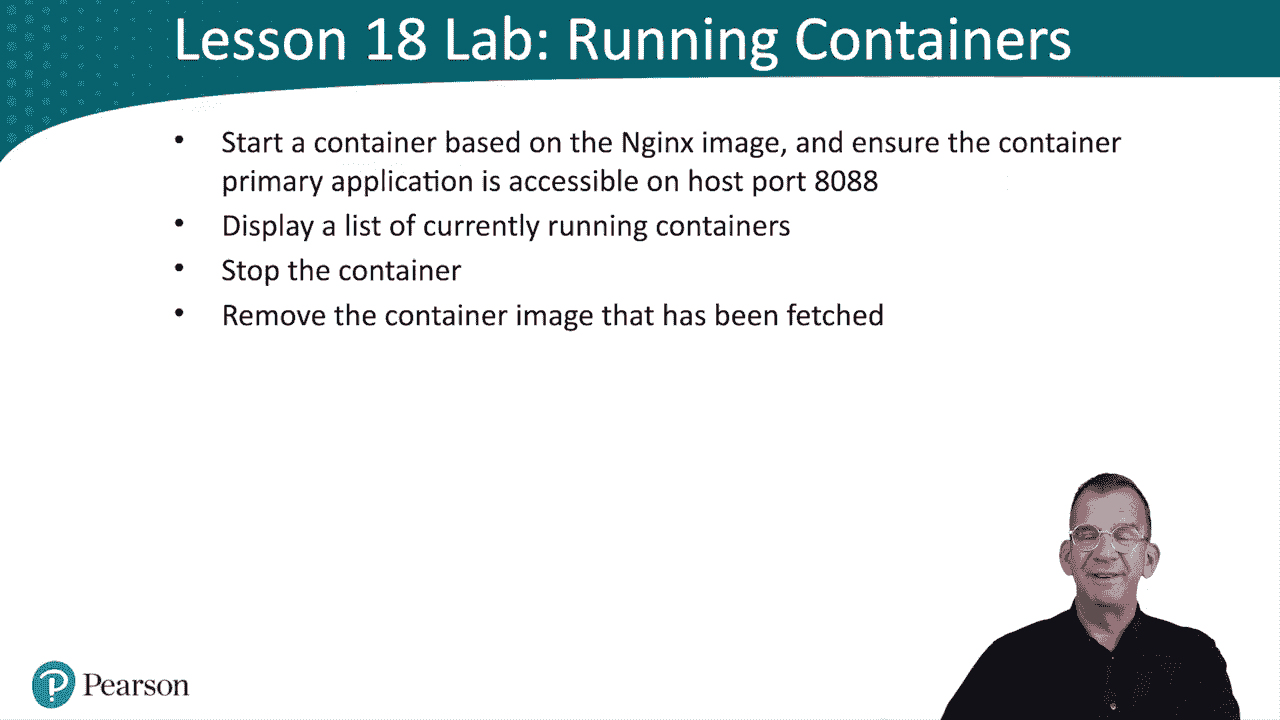 Lesson 18 Lab: Running Containers
• Start a container based on the Nginx image, and ensure the container
primary application is accessible on host port 8088
• Display a list of currently running containers
• Stop the container
• Remove the container image that has been fetched
Pearson